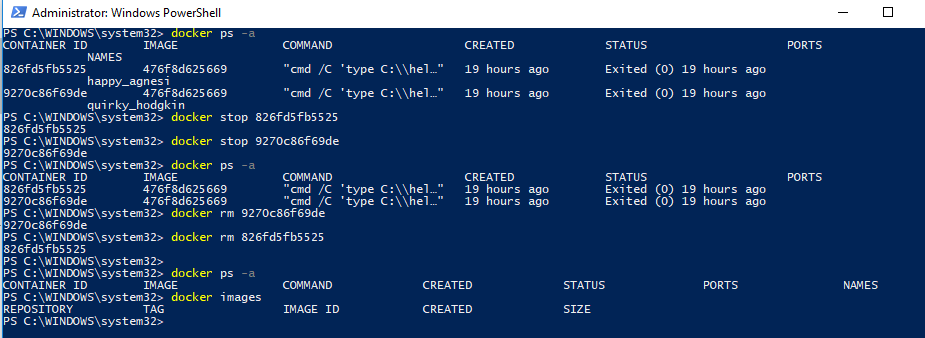 Administrator: Windows PowerShell
PS C:\WINDOWS\system32> docker ps -a
CONTAINER ID        IMAGE               COMMAND                   CREATED             STATUS                    PORTS
            NAMES
826fd5fb5525        476f8d625669        "cmd /C 'type C:\\hel…"   19 hours ago        Exited (0) 19 hours ago
            happy_agnesi
9270c86f69de        476f8d625669        "cmd /C 'type C:\\hel…"   19 hours ago        Exited (0) 19 hours ago
            quirky_hodgkin
PS C:\WINDOWS\system32> docker stop 826fd5fb5525
826fd5fb5525
PS C:\WINDOWS\system32> docker stop 9270c86f69de
9270c86f69de
PS C:\WINDOWS\system32> docker ps -a
CONTAINER ID        IMAGE               COMMAND                   CREATED             STATUS                    PORTS
826fd5fb5525        476f8d625669        "cmd /C 'type C:\\hel…"   19 hours ago        Exited (0) 19 hours ago
9270c86f69de        476f8d625669        "cmd /C 'type C:\\hel…"   19 hours ago        Exited (0) 19 hours ago
PS C:\WINDOWS\system32> docker rm 9270c86f69de
9270c86f69de
PS C:\WINDOWS\system32> docker rm 826fd5fb5525
826fd5fb5525
PS C:\WINDOWS\system32>
PS C:\WINDOWS\system32> docker ps -a
CONTAINER ID        IMAGE               COMMAND             CREATED             STATUS              PORTS               NAMES
PS C:\WINDOWS\system32> docker images
REPOSITORY          TAG                 IMAGE ID            CREATED             SIZE
PS C:\WINDOWS\system32>